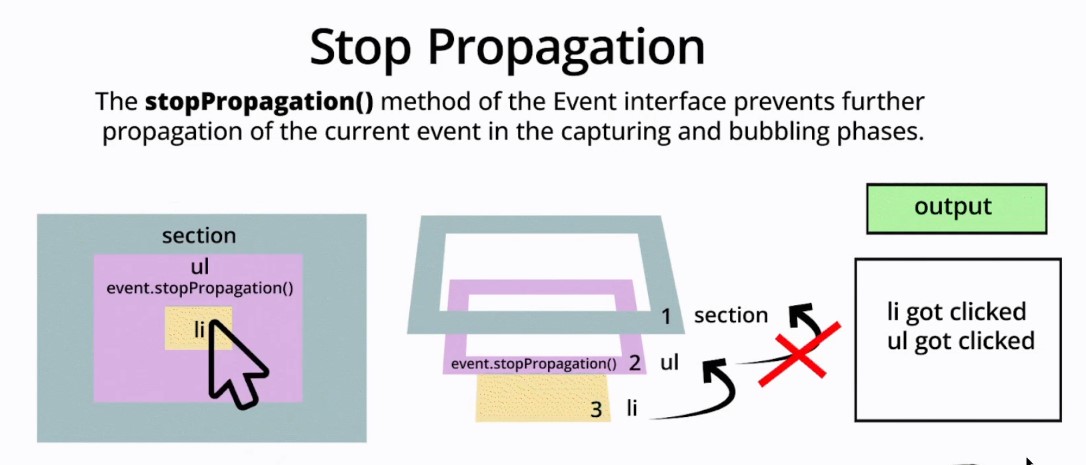 Stop Propagation
The stopPropagation() method of the Event interface prevents further
propagation of the current event in the capturing and bubbling phases.
section
ul
event.stopPropagation()
li
1 section
event.stopPropagation() 2 ul
3 li
output
li got clicked
ul got clicked